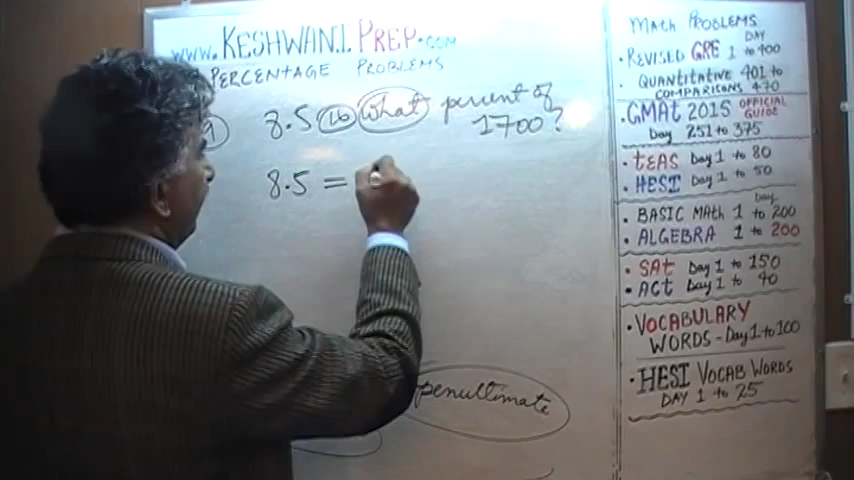 www.KESHWANI PREP.COM
PERCENTAGE PROBLEMS
9) 8.5 is what percent of
1700?
8.5 =
penultimate
MATH PROBLEMS
DAY
• REVISED GRE 1 to 400
• QUANTITATIVE 401 to
COMPARISONS 470
• GMAT 2015 OFFICIAL
GUIDE
Day 251 to 375
• TEAS Day 1 to 80
• HESI Day 1 to 50
Day
• BASIC MATH 1 to 200
• ALGEBRA 1 to 200
• SAT Day 1 to 150
• ACT Day 1 to 40
• VOCABULARY
WORDS - Day 1 to 100
• HESI VOCAB WORDS
DAY 1 to 25